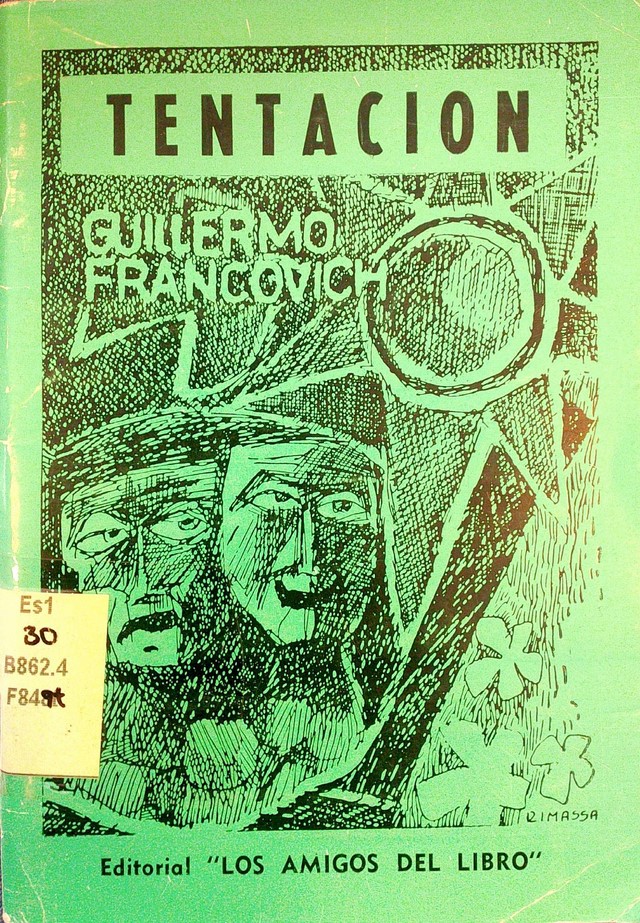 TENTACION
GUILLERMO
FRANCOVICH
Es1
30
B862.4
RIMASSA
Editorial "LOS AMIGOS DEL LIBRO"